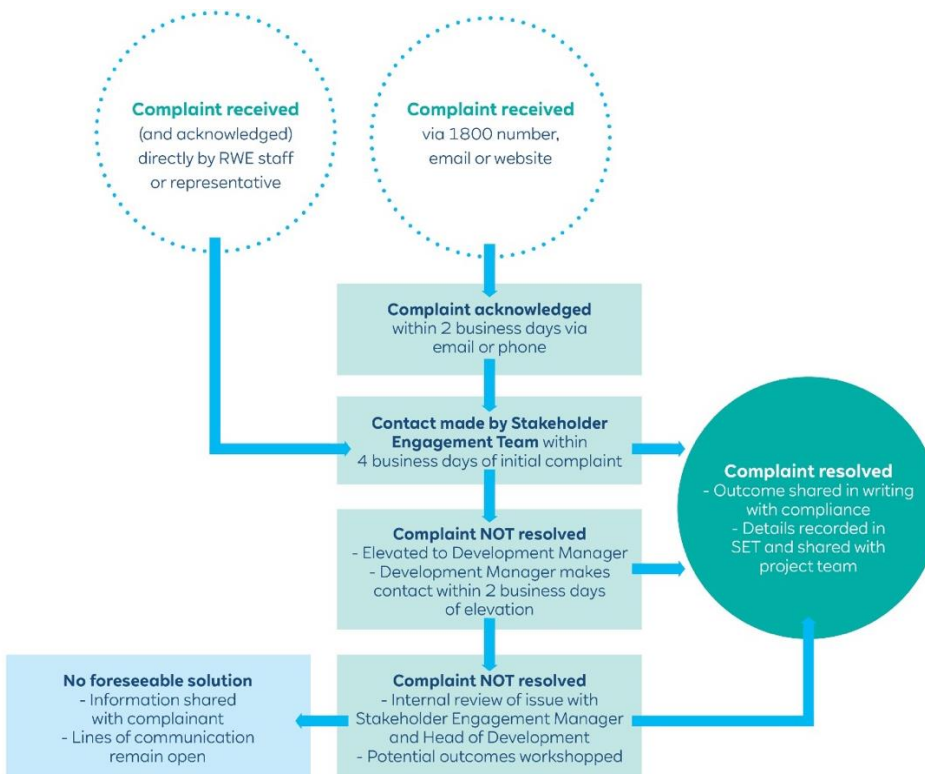 Complaint received
(and acknowledged)
directly by RWE staff
or representative
Complaint received
via 1800 number,
email or website
Complaint acknowledged
within 2 business days via
email or phone
Contact made by Stakeholder
Engagement Team within
4 business days of initial complaint
Complaint resolved
- Outcome shared in writing
with compliance
- Details recorded in
SET and shared with
project team
Complaint NOT resolved
- Elevated to Development Manager
- Development Manager makes
contact within 2 business days
of elevation
Complaint NOT resolved
- Internal review of issue with
Stakeholder Engagement Manager
and Head of Development
- Potential outcomes workshopped
No foreseeable solution
- Information shared
with complainant
- Lines of communication
remain open